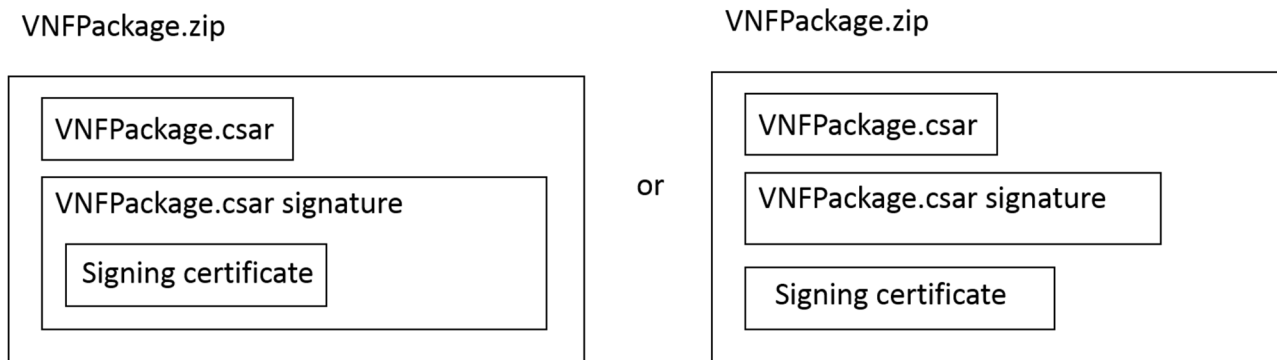 VNFPackage.zip
VNFPackage.csar
VNFPackage.csar signature
Signing certificate
or
VNFPackage.zip
VNFPackage.csar
VNFPackage.csar signature
Signing certificate